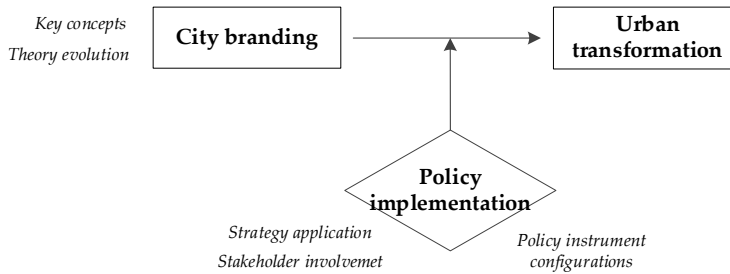 Key concepts
Theory evolution
City branding
Urban
transformation
Policy
implementation
Strategy application
Stakeholder involvemet
Policy instrument
configurations